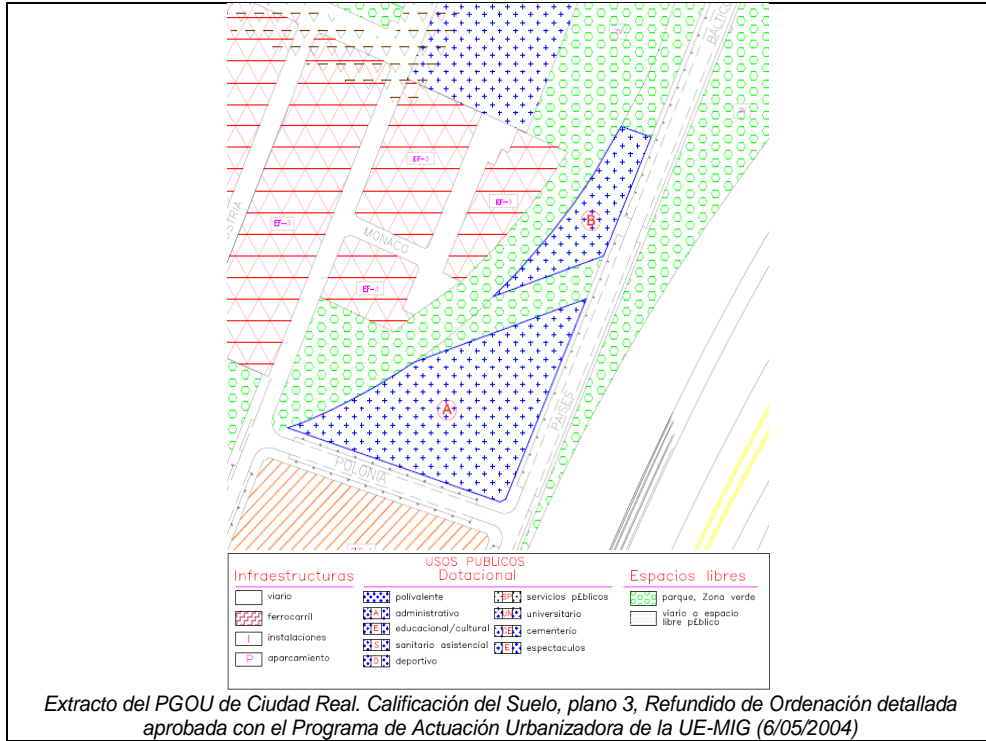 BALTICO
EF-3
EF-3
EF-3
MONACO
EF-3
B
A
PAISES
POLONIA
USOS PUBLICOS
Infraestructuras
Dotacional
Espacios libres
viario
polivalente
SP servicios p£blicos
parque, Zona verde
ferrocarril
A administrativo
UN universitario
viario o espacio
libre p£blico
I instalaciones
E educacional/cultural
CE cementerio
P aparcamiento
S sanitario asistencial
E espectaculos
D deportivo
Extracto del PGOU de Ciudad Real. Calificación del Suelo, plano 3, Refundido de Ordenación detallada
aprobada con el Programa de Actuación Urbanizadora de la UE-MIG (6/05/2004)